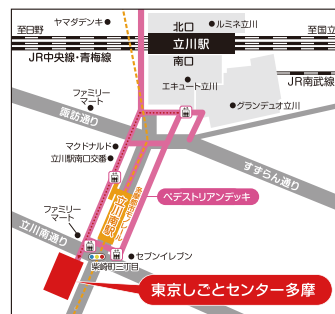 ヤマダデンキ
北口
ルミネ立川
至日野
立川駅
至国立
JR中央線・青梅線
南口
エキュート立川
JR南武線
ファミリー
マート
グランデュオ立川
諏訪通り
マクドナルド
立川駅南口交番
すずらん通り
多摩都市モノレール
立川南駅
ペデストリアンデッキ
ファミリー
マート
立川南通り
セブンイレブン
柴崎町三丁目
東京しごとセンター多摩